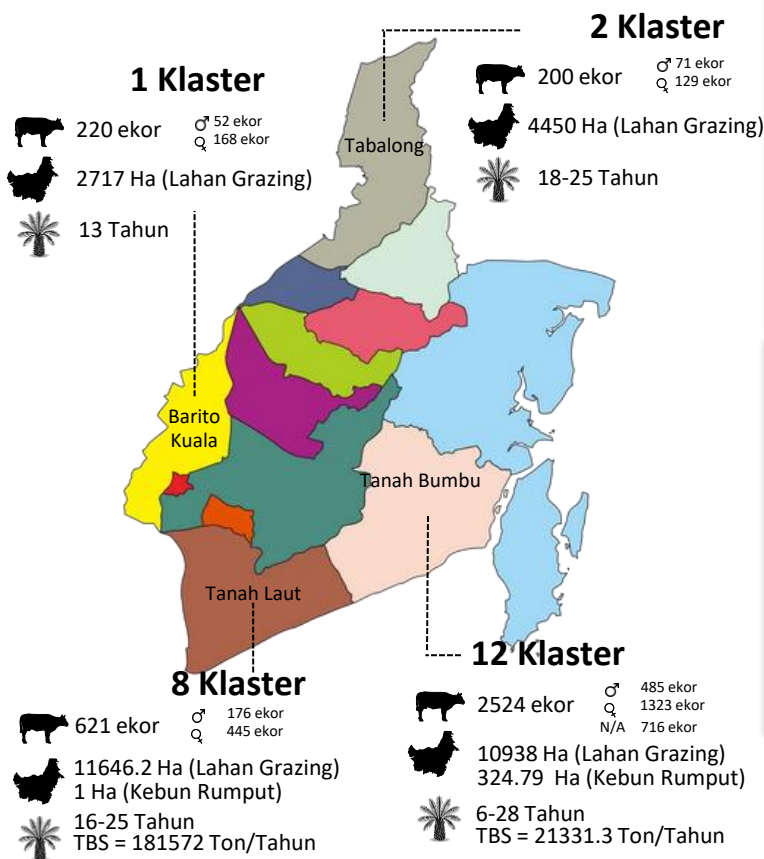 2 Klaster
200 ekor
♂ 71 ekor
♀ 129 ekor
4450 Ha (Lahan Grazing)
18-25 Tahun
1 Klaster
220 ekor
♂ 52 ekor
♀ 168 ekor
2717 Ha (Lahan Grazing)
13 Tahun
Tabalong
Barito
Kuala
Tanah Bumbu
Tanah Laut
8 Klaster
621 ekor
♂ 176 ekor
♀ 445 ekor
11646.2 Ha (Lahan Grazing)
1 Ha (Kebun Rumput)
16-25 Tahun
TBS = 181572 Ton/Tahun
12 Klaster
2524 ekor
♂ 485 ekor
♀ 1323 ekor
N/A 716 ekor
10938 Ha (Lahan Grazing)
324.79 Ha (Kebun Rumput)
6-28 Tahun
TBS = 21331.3 Ton/Tahun